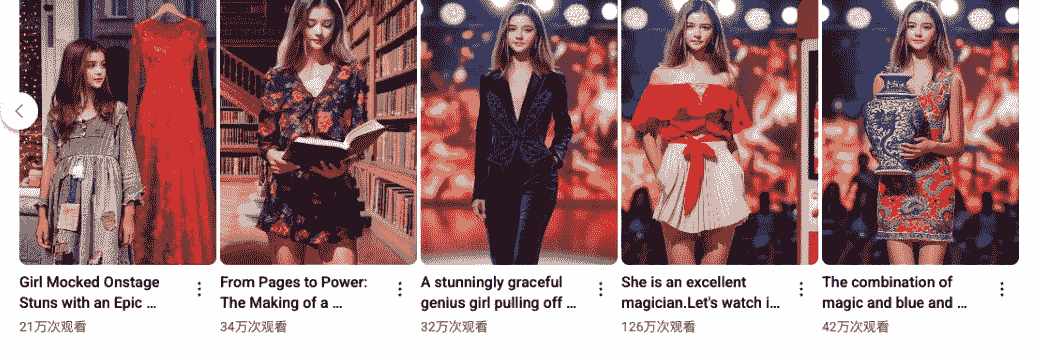 Girl Mocked Onstage
Stuns with an Epic ...
21万次观看
From Pages to Power:
The Making of a ...
34万次观看
A stunningly graceful
genius girl pulling off ...
32万次观看
She is an excellent
magician.Let's watch i...
126万次观看
The combination of
magic and blue and ...
42万次观看